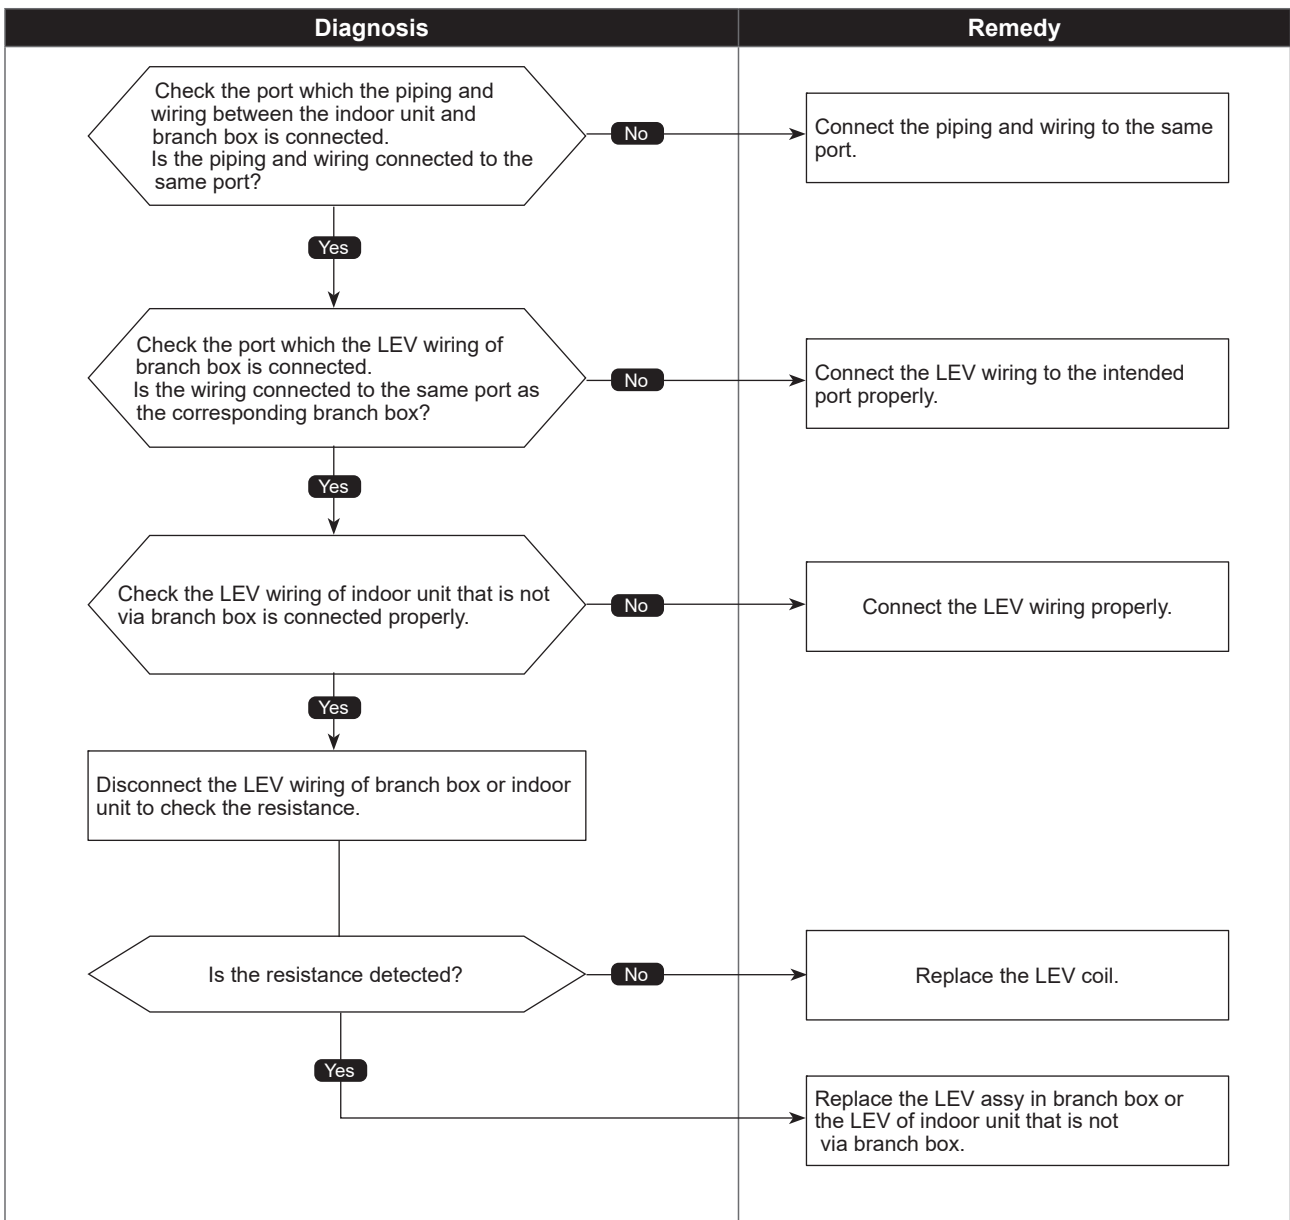 Diagnosis
Remedy
Check the port which the piping and
wiring between the indoor unit and
branch box is connected.
Is the piping and wiring connected to the
same port?
No
Connect the piping and wiring to the same
port.
Yes
Check the port which the LEV wiring of
branch box is connected.
Is the wiring connected to the same port as
the corresponding branch box?
No
Connect the LEV wiring to the intended
port properly.
Yes
Check the LEV wiring of indoor unit that is not
via branch box is connected properly.
No
Connect the LEV wiring properly.
Yes
Disconnect the LEV wiring of branch box or indoor
unit to check the resistance.
Is the resistance detected?
No
Replace the LEV coil.
Yes
Replace the LEV assy in branch box or
the LEV of indoor unit that is not
via branch box.